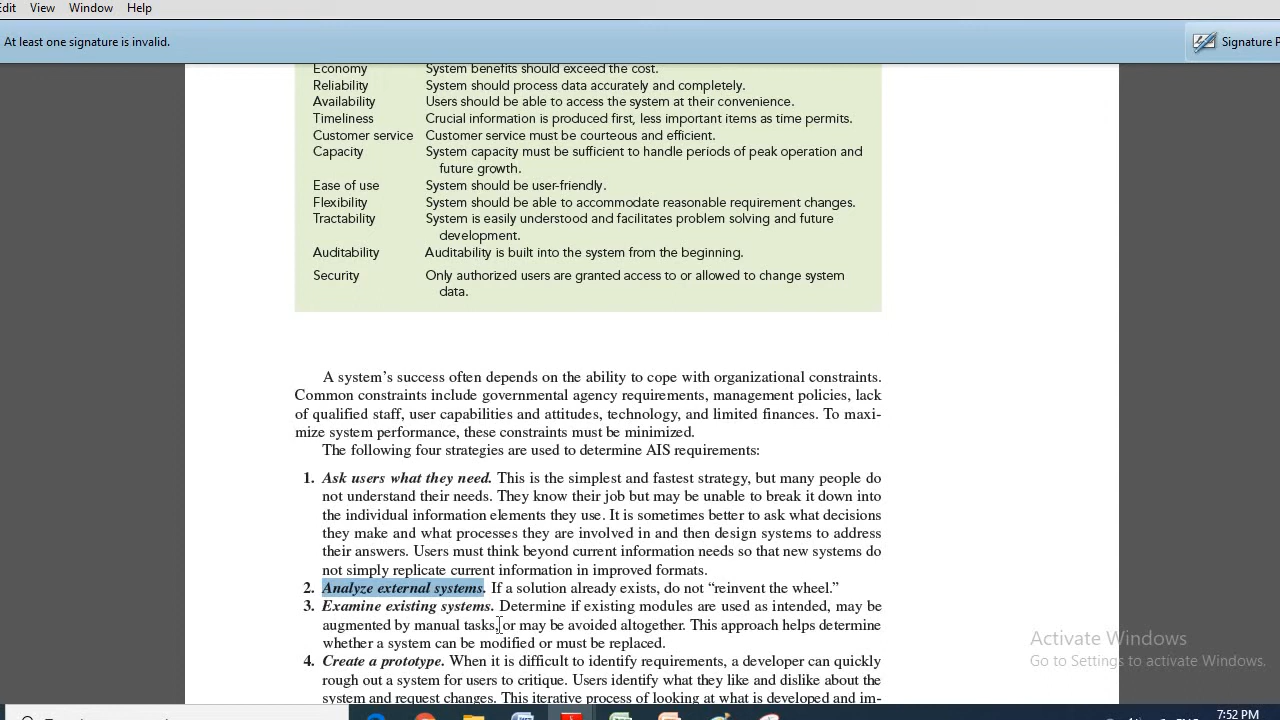 Edit View Window Help
At least one signature is invalid.
Signature P
Economy System benefits should exceed the cost.
Reliability System should process data accurately and completely.
Availability Users should be able to access the system at their convenience.
Timeliness Crucial information is produced first, less important items as time permits.
Customer service Customer service must be courteous and efficient.
Capacity System capacity must be sufficient to handle periods of peak operation and
future growth.
Ease of use System should be user-friendly.
Flexibility System should be able to accommodate reasonable requirement changes.
Tractability System is easily understood and facilitates problem solving and future
development.
Auditability Auditability is built into the system from the beginning.
Security Only authorized users are granted access to or allowed to change system
data.
A system’s success often depends on the ability to cope with organizational constraints.
Common constraints include governmental agency requirements, management policies, lack
of qualified staff, user capabilities and attitudes, technology, and limited finances. To maxi-
mize system performance, these constraints must be minimized.
The following four strategies are used to determine AIS requirements:
1. Ask users what they need. This is the simplest and fastest strategy, but many people do
not understand their needs. They know their job but may be unable to break it down into
the individual information elements they use. It is sometimes better to ask what decisions
they make and what processes they are involved in and then design systems to address
their answers. Users must think beyond current information needs so that new systems do
not simply replicate current information in improved formats.
2. Analyze external systems. If a solution already exists, do not “reinvent the wheel.”
3. Examine existing systems. Determine if existing modules are used as intended, may be
augmented by manual tasks, or may be avoided altogether. This approach helps determine
whether a system can be modified or must be replaced.
4. Create a prototype. When it is difficult to identify requirements, a developer can quickly
rough out a system for users to critique. Users identify what they like and dislike about the
system and request changes. This iterative process of looking at what is developed and im-
Activate Windows
Go to Settings to activate Windows.
7:52 PM